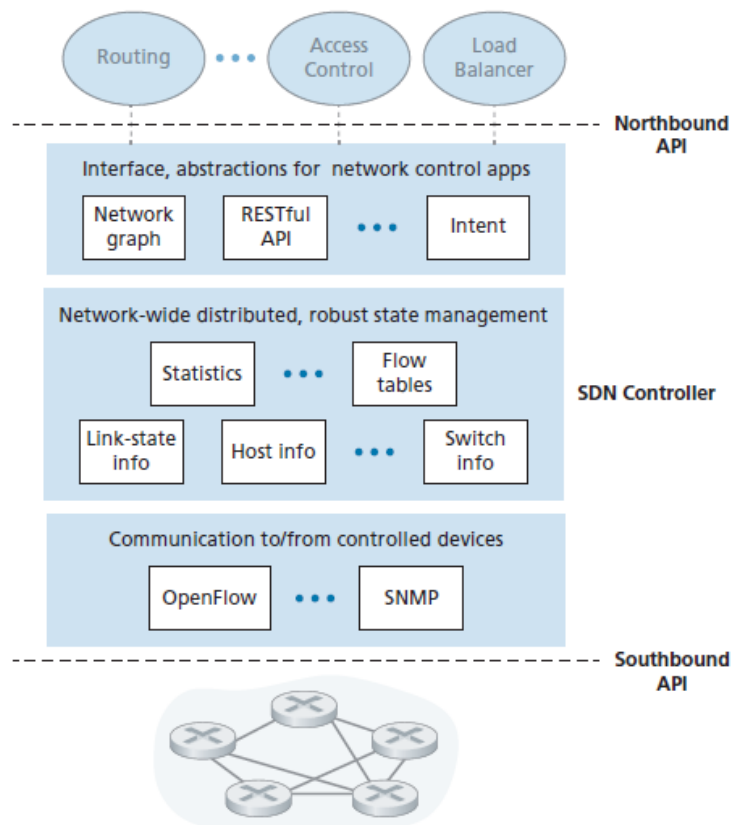 Routing
Access
Control
Load
Balancer
Northbound
API
Interface, abstractions for network control apps
Network
graph
RESTful
API
Intent
Network-wide distributed, robust state management
Statistics
Flow
tables
SDN Controller
Link-state
info
Host info
Switch
info
Communication to/from controlled devices
OpenFlow
SNMP
Southbound
API